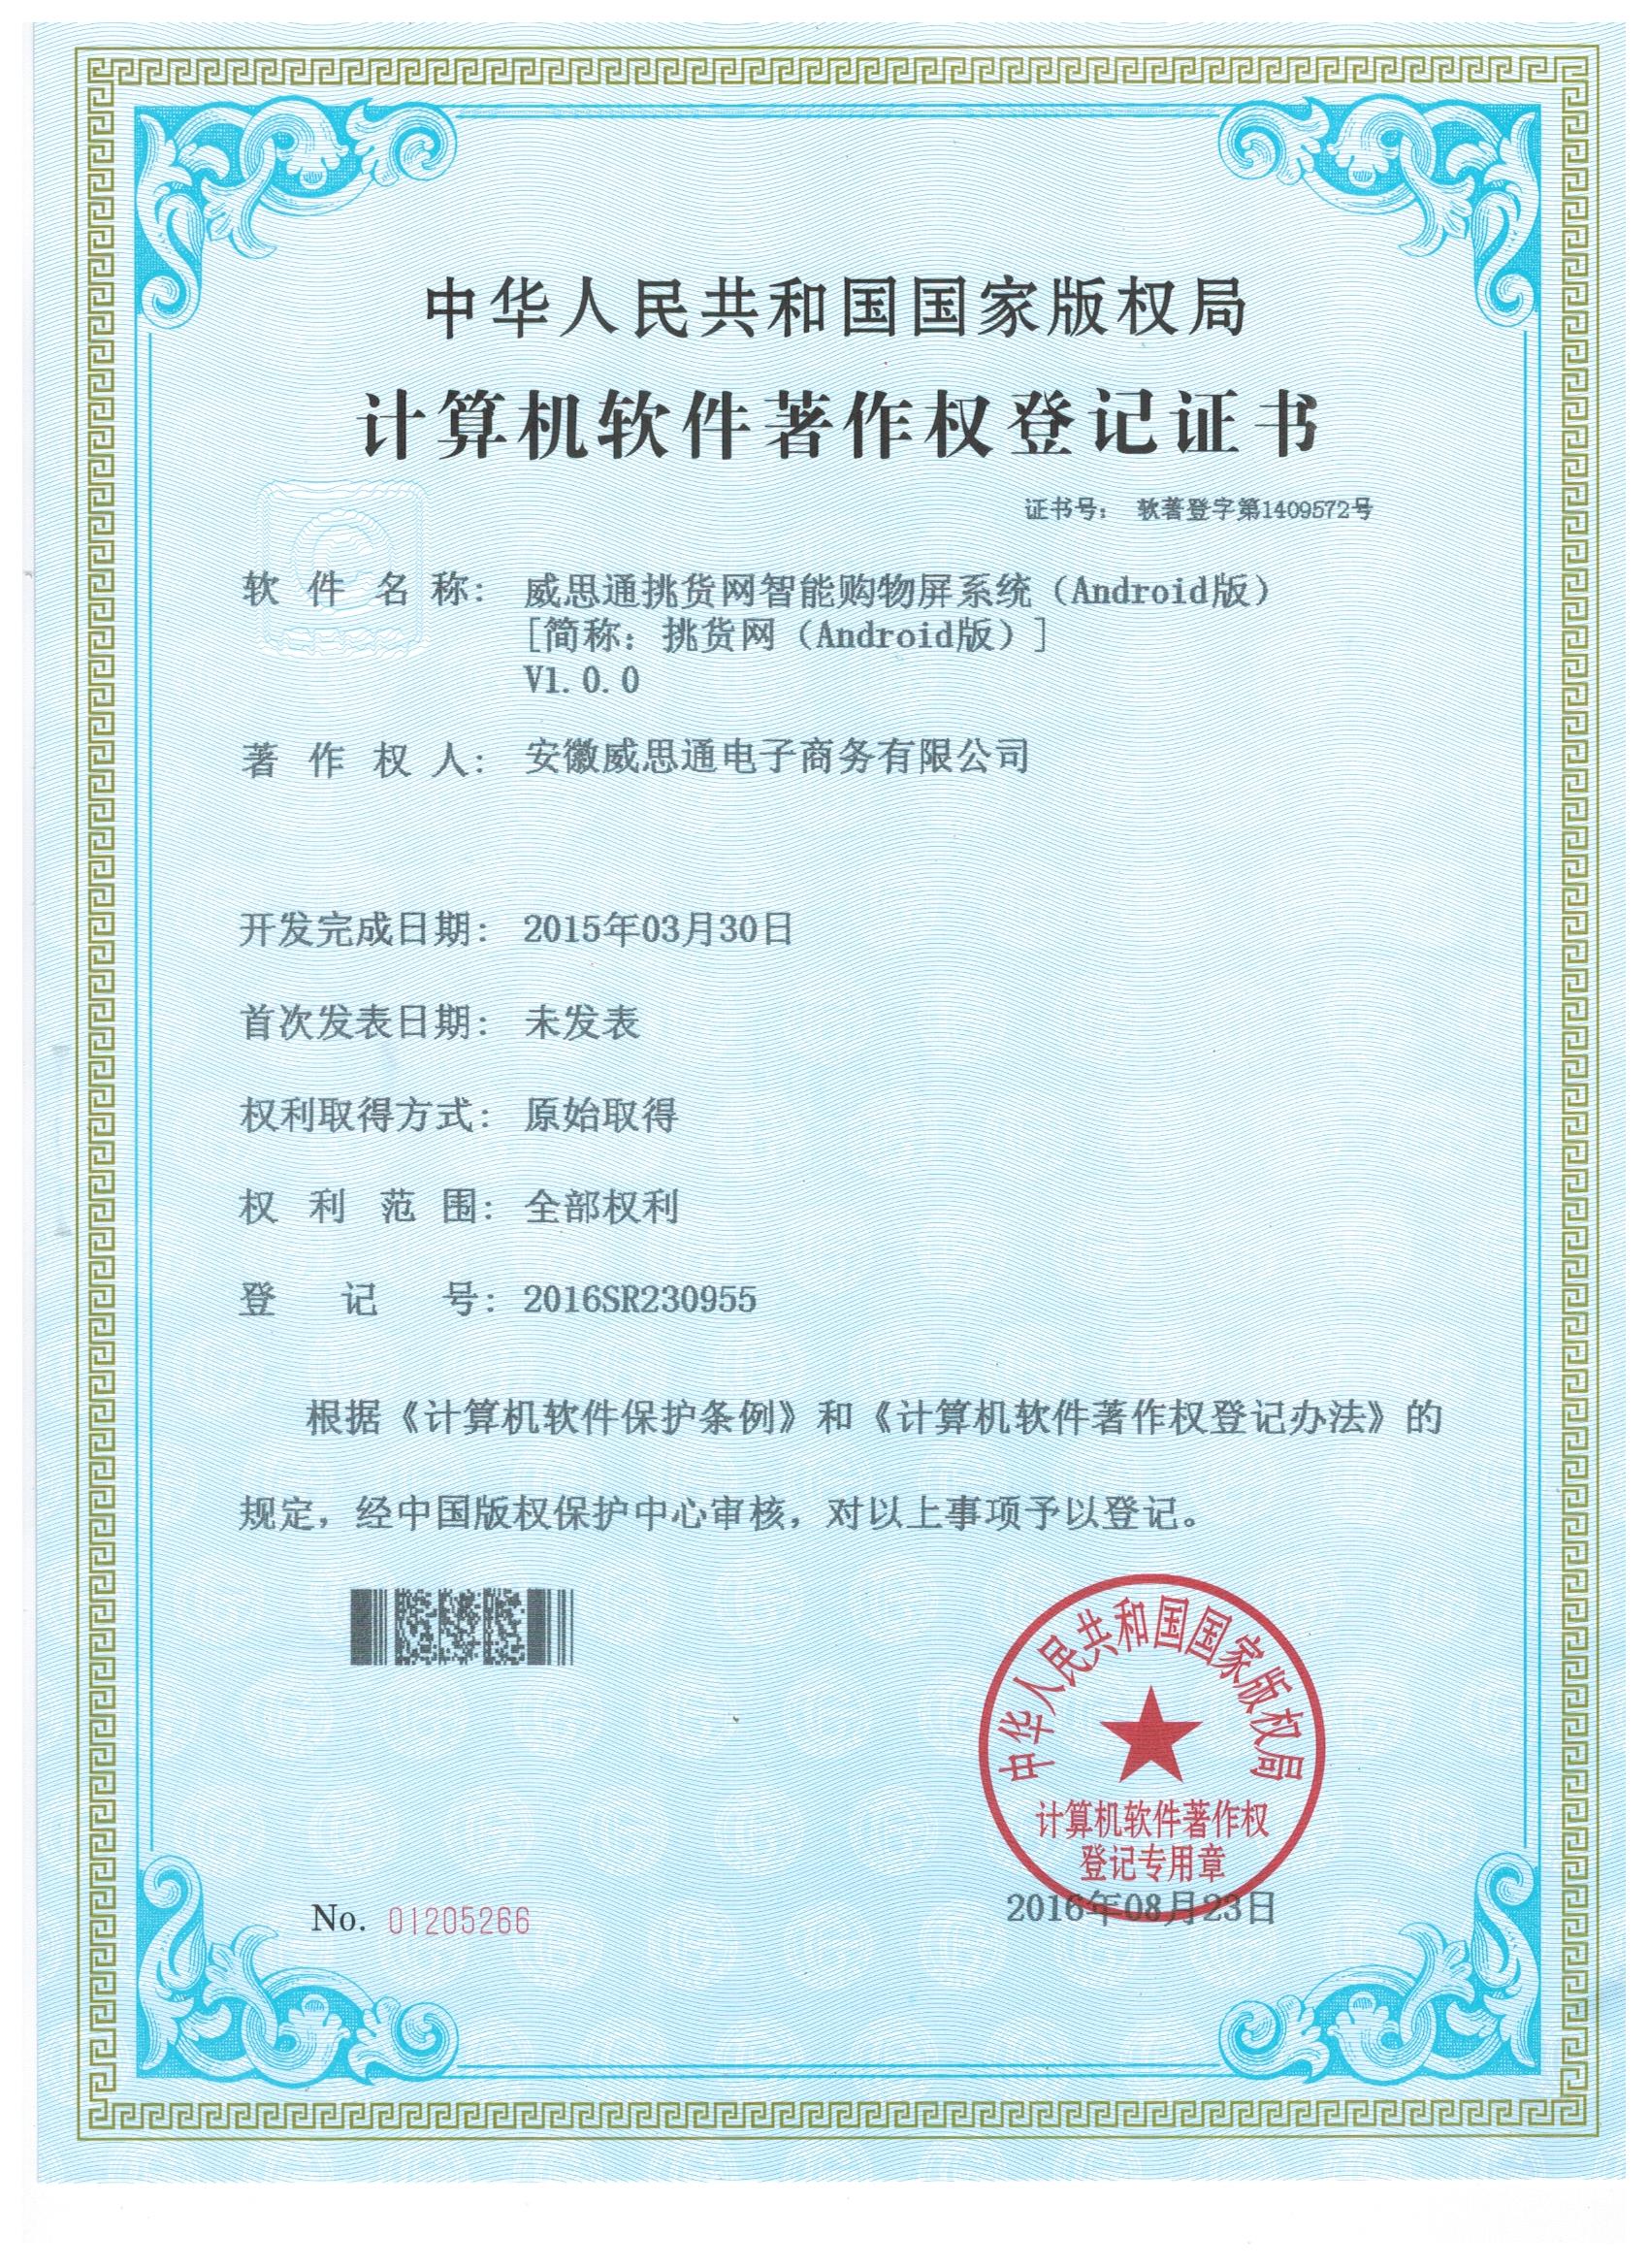 中华人民共和国国家版权局
计算机软件著作权登记证书
证书号： 软著登字第1409572号
软件名称： 威思通挑货网智能购物屏系统（Android版）
[简称：挑货网（Android版）]
V1.0.0
著作权人： 安徽威思通电子商务有限公司
开发完成日期： 2015年03月30日
首次发表日期： 未发表
权利取得方式： 原始取得
权利范围： 全部权利
登记号： 2016SR230955
根据《计算机软件保护条例》和《计算机软件著作权登记办法》的
规定，经中国版权保护中心审核，对以上事项予以登记。
中华人民共和国国家版权局
计算机软件著作权
登记专用章
No. 01205266
2016年08月23日